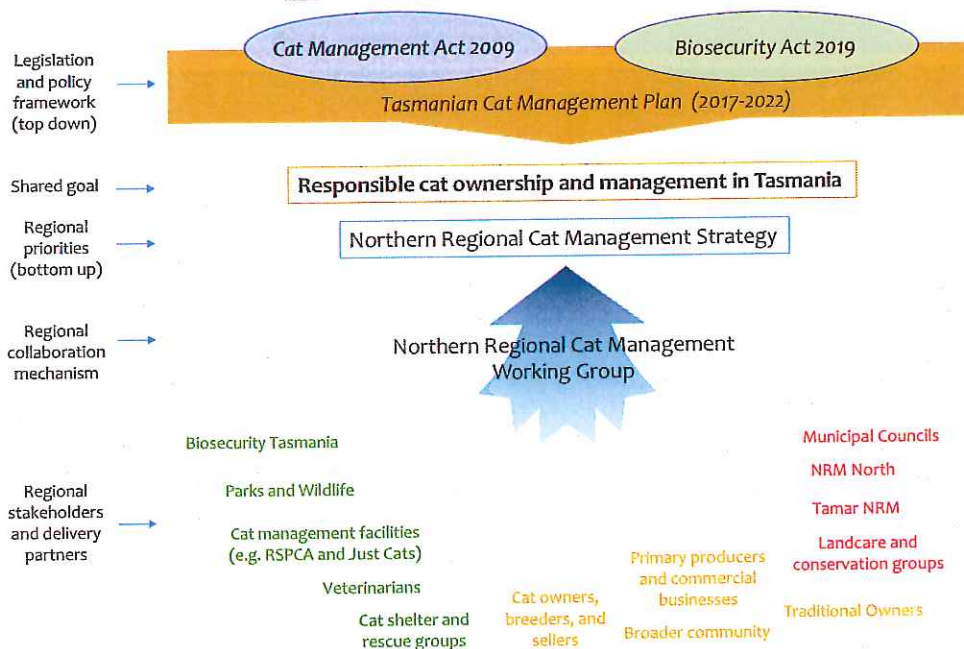 Cat Management Act 2009
Biosecurity Act 2019
Legislation
and policy
framework
(top down)
Tasmanian Cat Management Plan (2017-2022)
Shared goal
Responsible cat ownership and management in Tasmania
Regional
priorities
(bottom up)
Northern Regional Cat Management Strategy
Regional
collaboration
mechanism
Northern Regional Cat Management
Working Group
Regional
stakeholders
and delivery
partners
Biosecurity Tasmania
Parks and Wildlife
Cat management facilities
(e.g. RSPCA and Just Cats)
Veterinarians
Cat shelter and
rescue groups
Cat owners,
breeders, and
sellers
Primary producers
and commercial
businesses
Broader community
Municipal Councils
NRM North
Tamar NRM
Landcare and
conservation groups
Traditional Owners